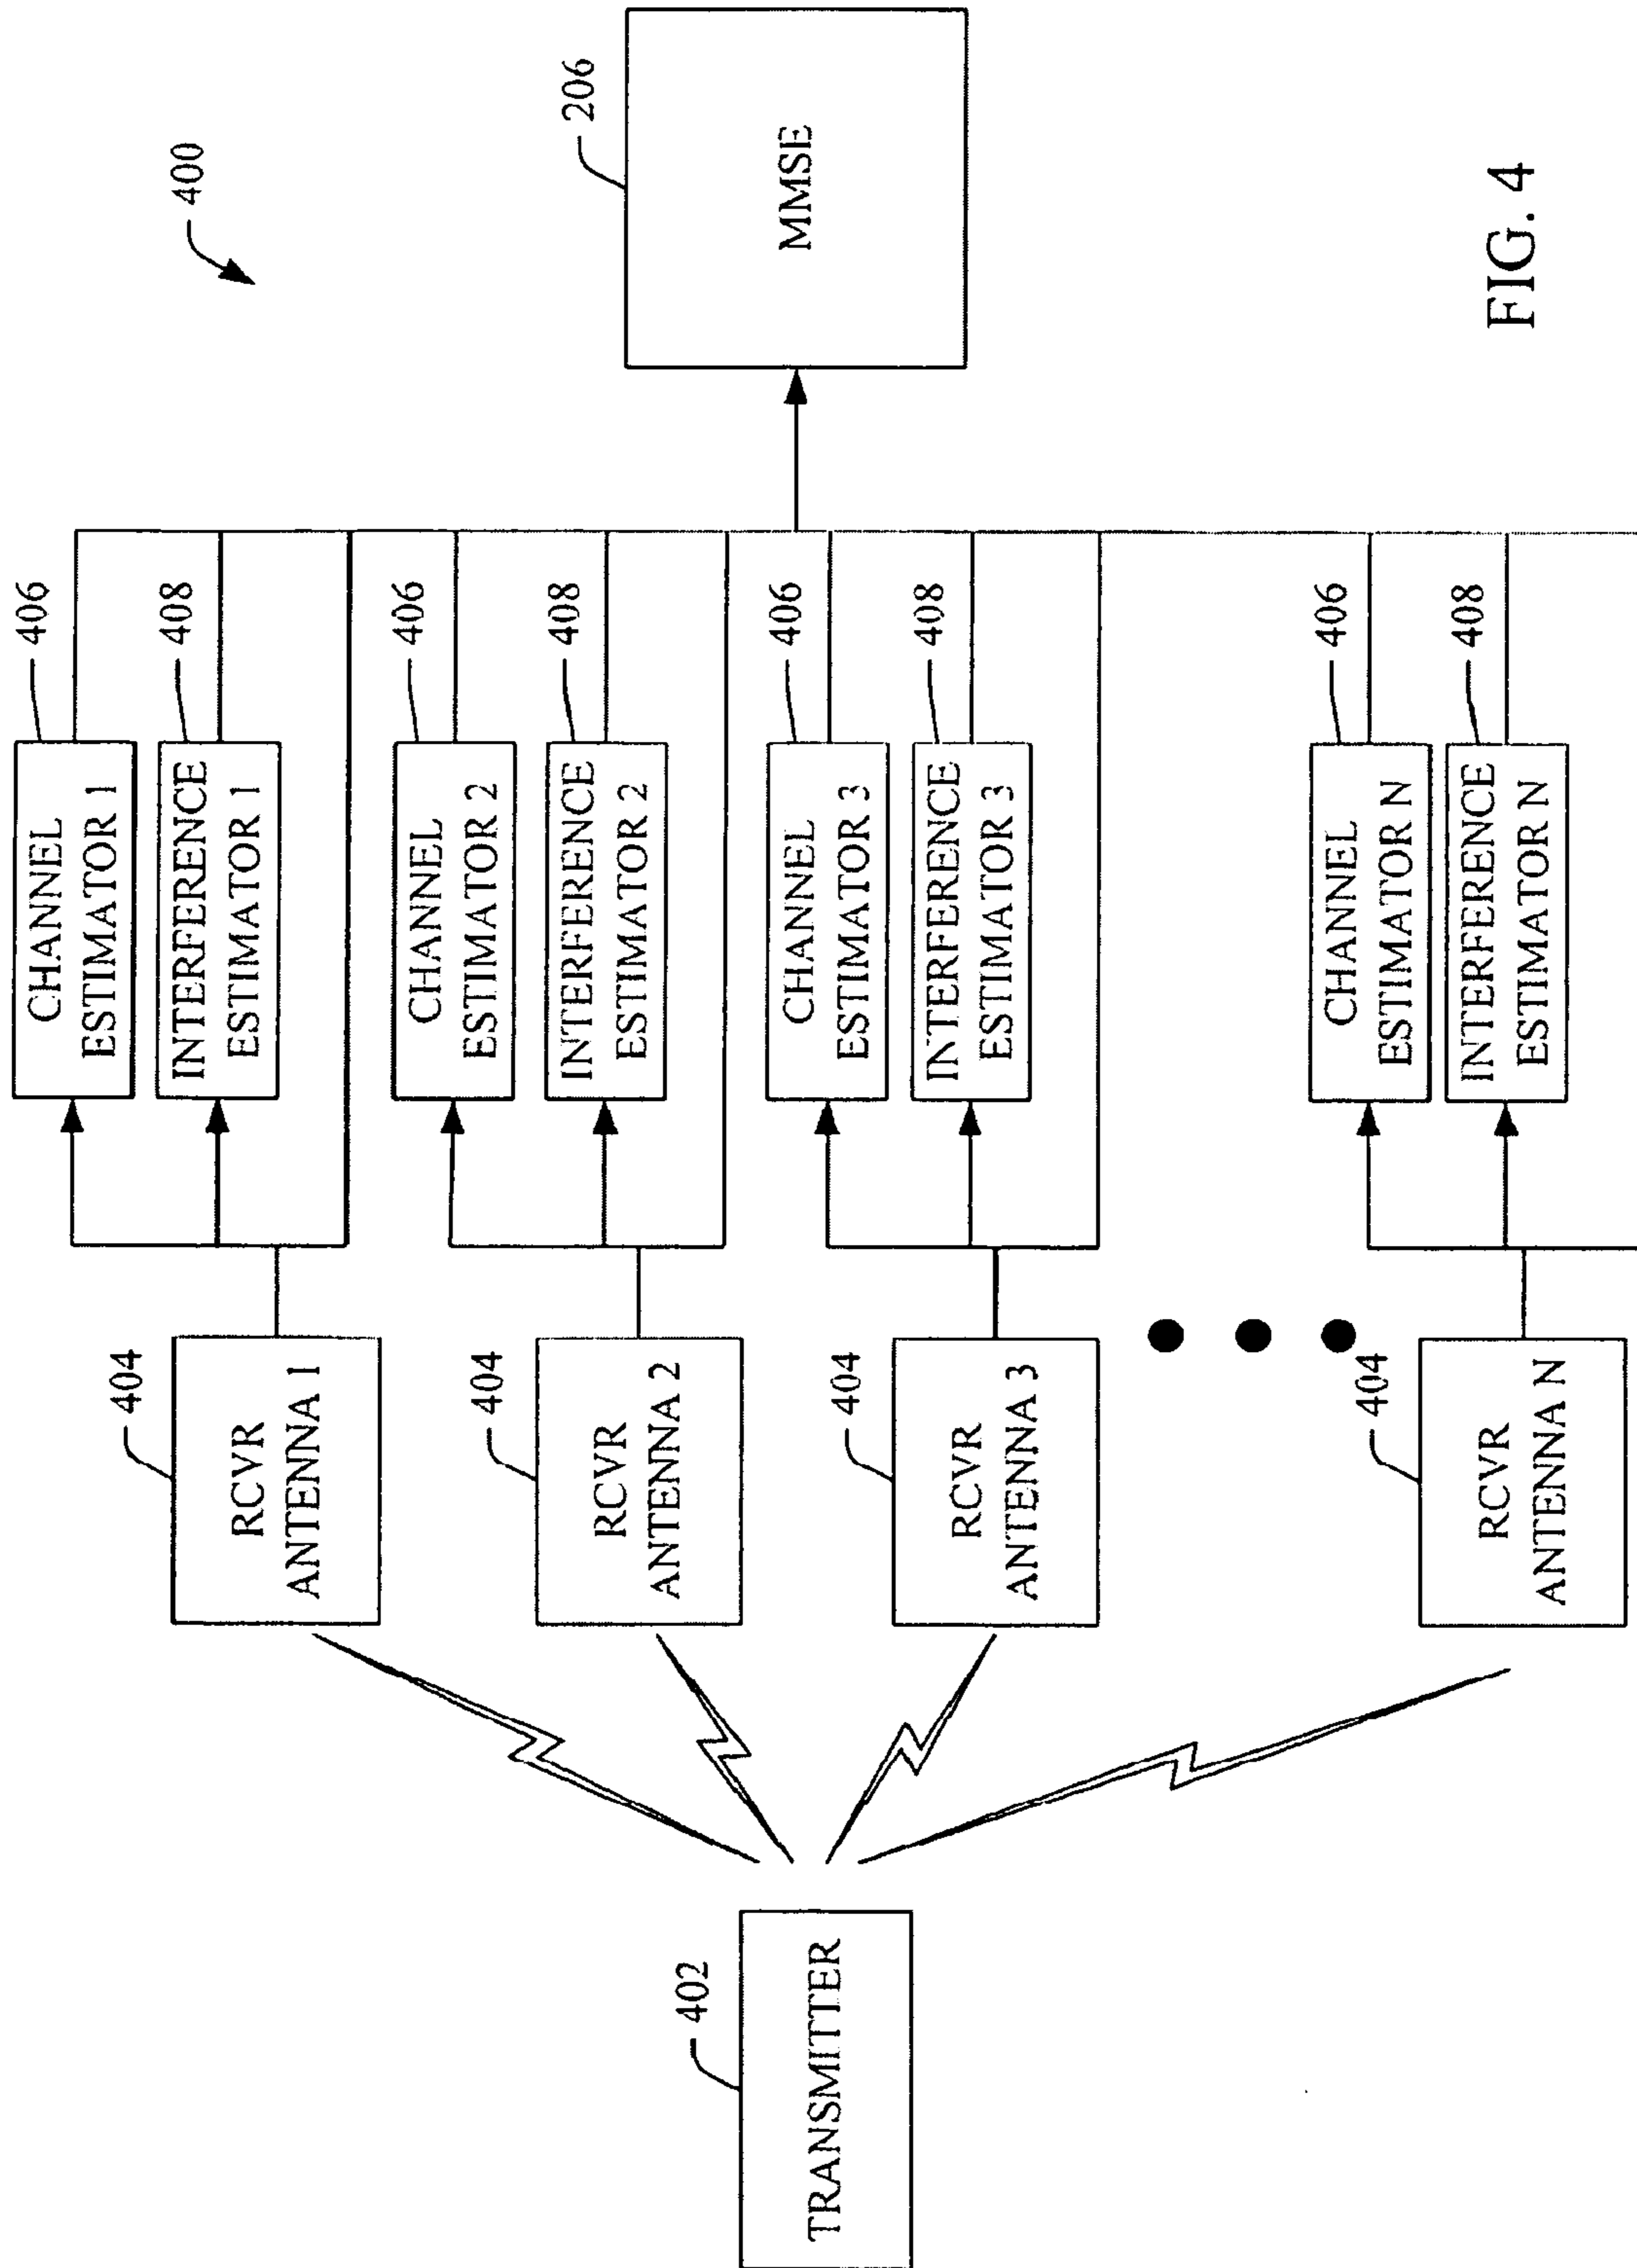 400
406
CHANNEL
ESTIMATOR 1
408
INTERFERENCE
ESTIMATOR 1
404
RCVR
ANTENNA 1
406
CHANNEL
ESTIMATOR 2
408
INTERFERENCE
ESTIMATOR 2
404
RCVR
ANTENNA 2
402
TRANSMITTER
206
MMSE
406
CHANNEL
ESTIMATOR 3
408
INTERFERENCE
ESTIMATOR 3
404
RCVR
ANTENNA 3
406
CHANNEL
ESTIMATOR N
408
INTERFERENCE
ESTIMATOR N
404
RCVR
ANTENNA N
FIG. 4